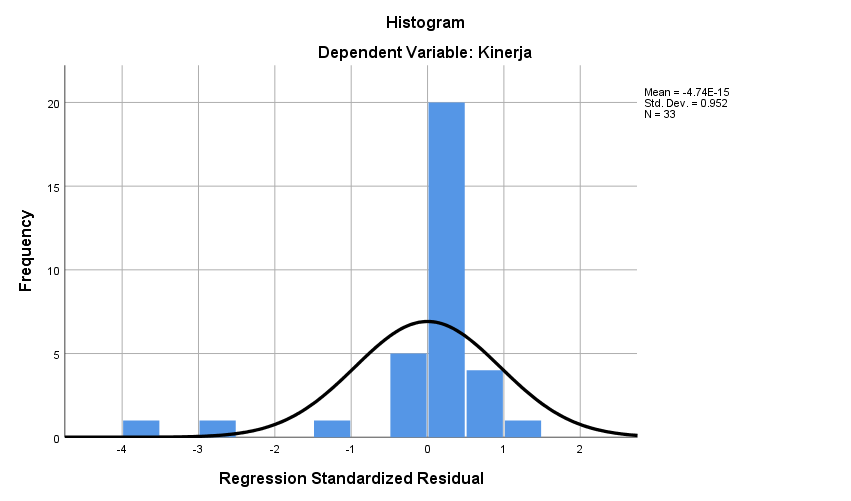 Histogram
Dependent Variable: Kinerja
Mean = -4.74E-15
Std. Dev. = 0.952
N = 33
Frequency
20
15
10
5
0
-4 -3 -2 -1 0 1 2
Regression Standardized Residual